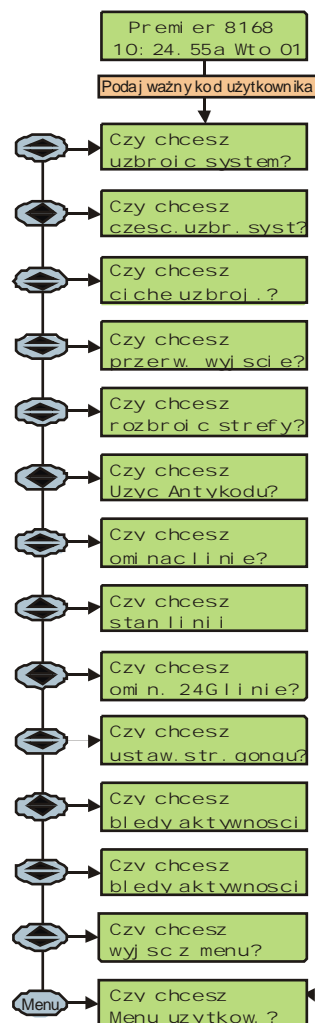 Premier 8168
10:24.55a Wto 01
Podaj ważny kod użytkownika
Czy chcesz
uzbroic system?
Czy chcesz
czesc.uzbr.syst?
Czy chcesz
ciche uzbroj.?
Czy chcesz
przerw. wyjscie?
Czy chcesz
rozbroic strefy?
Czy chcesz
Uzyc Antykodu?
Czy chcesz
ominac linie?
Czy chcesz
stan linii
Czy chcesz
omin. 24G linie?
Czy chcesz
ustaw.str.gongu?
Czy chcesz
bledy aktywnosci
Czy chcesz
bledy aktywnosci
Czy chcesz
wyjsc z menu?
Menu
Czy chcesz
Menu uzytkow.?